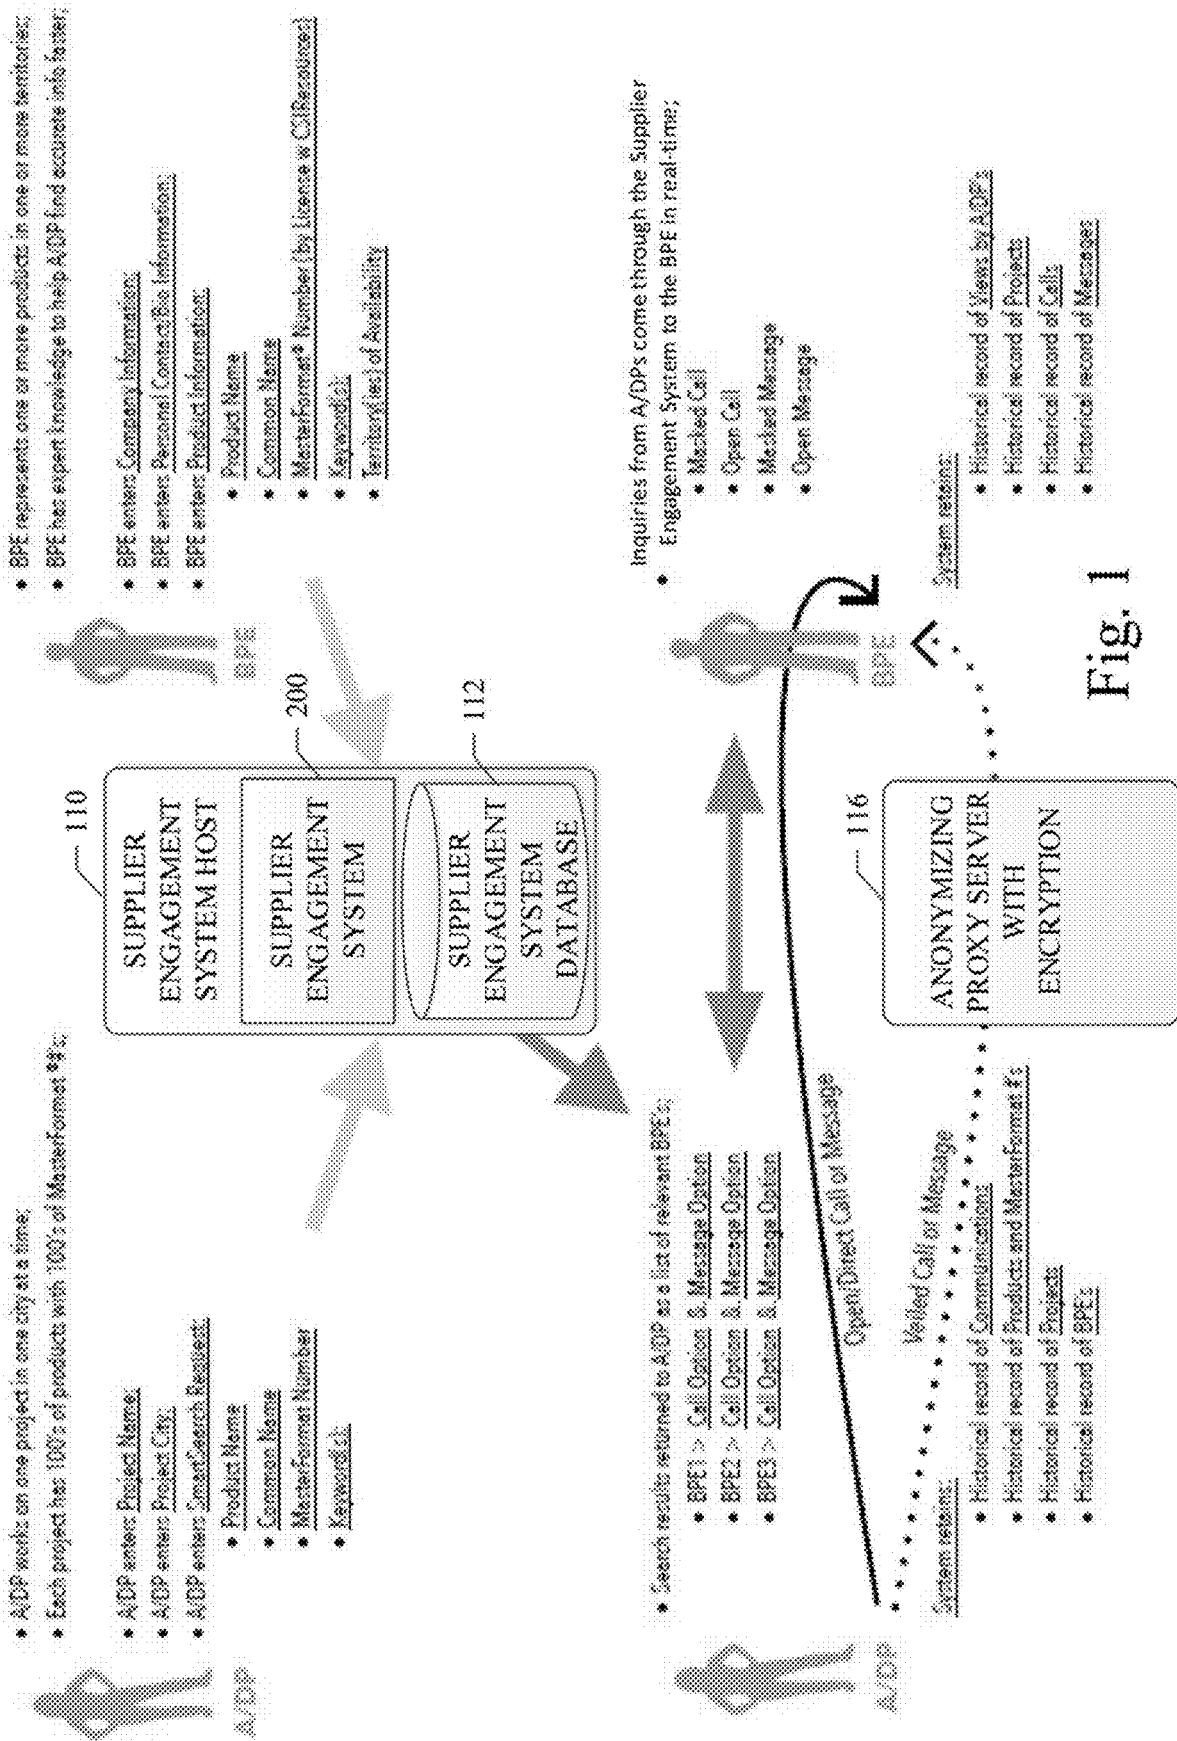 • A/DP works on one project in one city at a time;
• Each project has 100's of products with 100's of MasterFormat®#'s;
• A/DP enters Project Name;
• A/DP enters Project City;
• A/DP enters SmartSearch Request:
• Product Name
• Common Name
• MasterFormat Number
• Keyword(s);
A/DP
110
SUPPLIER
ENGAGEMENT
SYSTEM HOST
200
SUPPLIER
ENGAGEMENT
SYSTEM
112
SUPPLIER
ENGAGEMENT
SYSTEM
DATABASE
• BPE represents one or more products in one or more territories;
• BPE has expert knowledge to help A/DP find accurate info faster;
• BPE enters Company Information;
• BPE enters Personal Contact/Bio Information;
• BPE enters Product Information;
• Product Name
• Common Name
• MasterFormat® Number (by License w CSI Resources)
• Keyword(s);
• Territory(ies) of Availability
BPE
• Search results returned to A/DP as a list of relevant BPE's;
• BPE1 > Call Option & Message Option
• BPE2 > Call Option & Message Option
• BPE3 > Call Option & Message Option
A/DP
Open/Direct Call or Message
Veiled Call or Message
System retains:
• Historical record of Communications
• Historical record of Products and MasterFormat #'s
• Historical record of Projects
• Historical record of BPE's
116
ANONYMIZING
PROXY SERVER
WITH
ENCRYPTION
BPE
Inquiries from A/DPs come through the Supplier
• Engagement System to the BPE in real-time;
• Masked Call
• Open Call
• Masked Message
• Open Message
System retains:
• Historical record of Views by A/DP's
• Historical record of Projects
• Historical record of Calls
• Historical record of Messages
Fig. 1